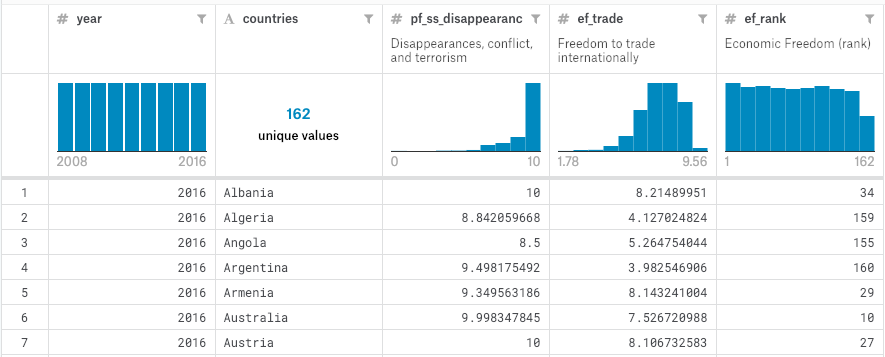 # year A countries # pf_ss_disappearanc # ef_trade # ef_rank
Disappearances, conflict, Freedom to trade Economic Freedom (rank)
and terrorism internationally
162
unique values
2008 2016 0 10 1.78 9.56 1 162
1 2016 Albania 10 8.21489951 34
2 2016 Algeria 8.842059668 4.127024824 159
3 2016 Angola 8.5 5.264754044 155
4 2016 Argentina 9.498175492 3.982546906 160
5 2016 Armenia 9.349563186 8.143241004 29
6 2016 Australia 9.998347845 7.526720988 10
7 2016 Austria 10 8.106732583 27